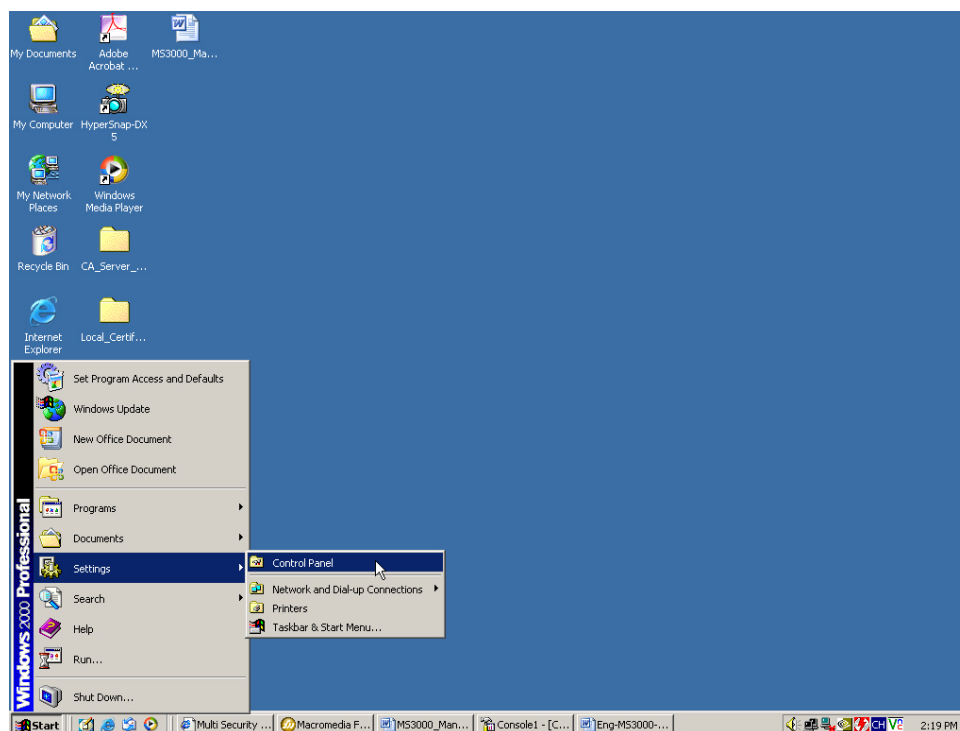 My Documents
Adobe
Acrobat ...
MS3000_Ma...
My Computer
HyperSnap-DX
5
My Network
Places
Windows
Media Player
Recycle Bin
CA_Server_...
Internet
Explorer
Local_Certif...
Windows 2000 Professional
Set Program Access and Defaults
Windows Update
New Office Document
Open Office Document
Programs
Documents
Settings
Search
Help
Run...
Shut Down...
Control Panel
Network and Dial-up Connections
Printers
Taskbar & Start Menu...
Start
Multi Security ...
Macromedia F...
MS3000_Man...
Console1 - [C...
Eng-MS3000-...
CH
2:19 PM